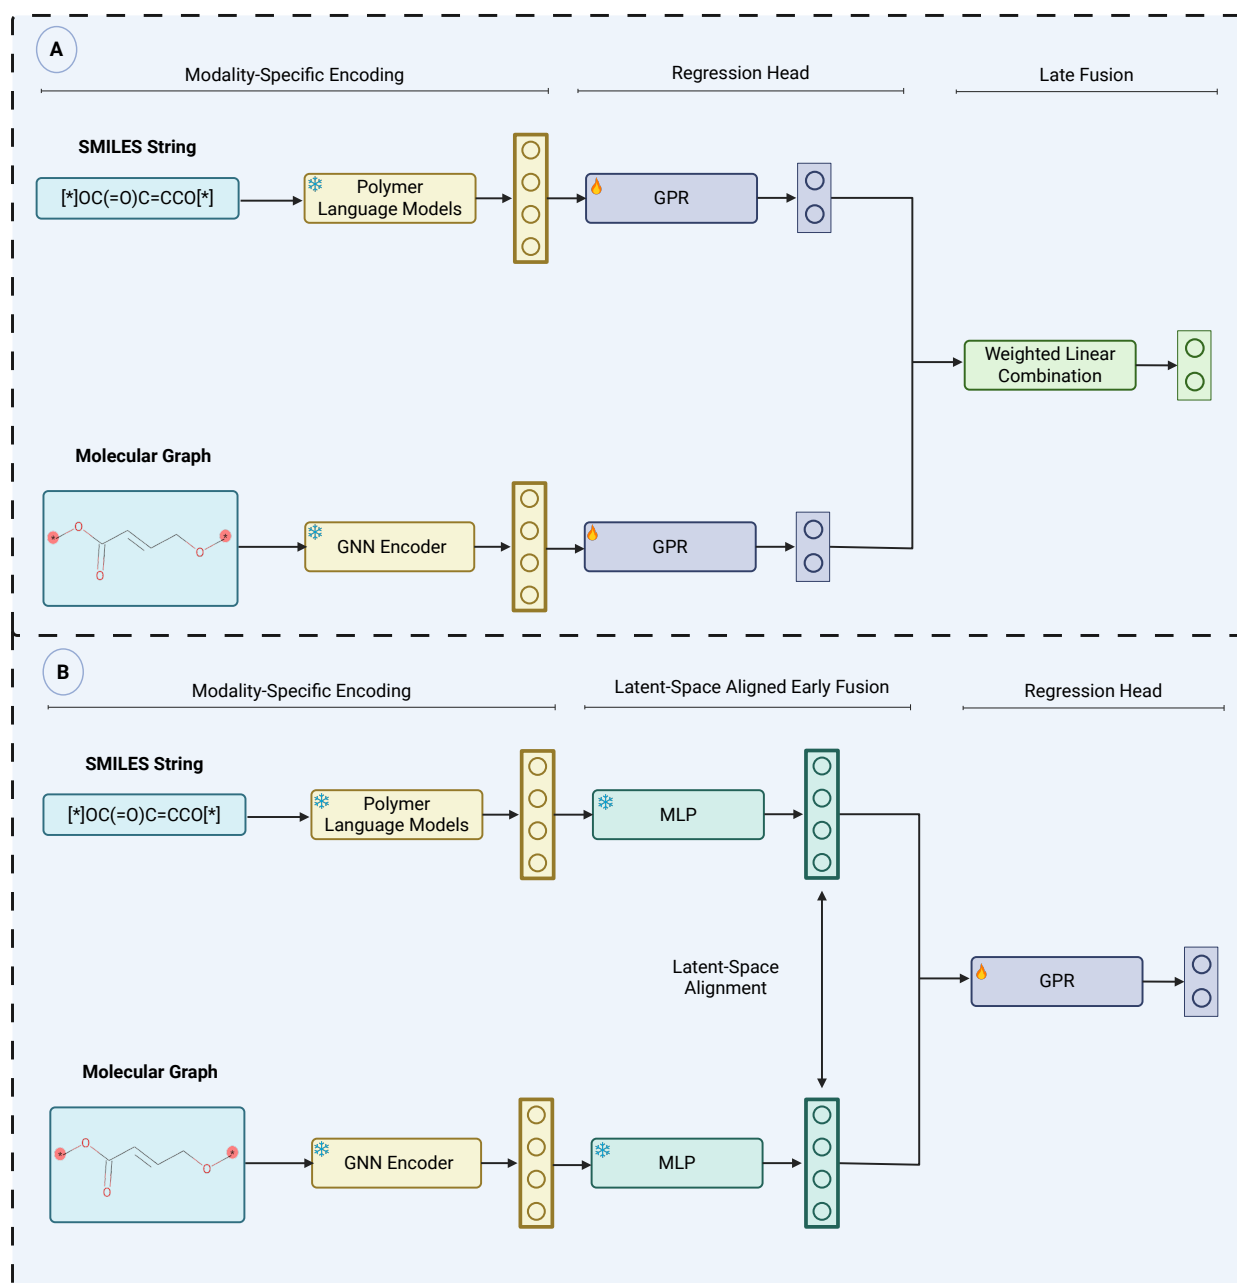 A
Modality-Specific Encoding
Regression Head
Late Fusion
SMILES String
[*]OC(=O)C=CCO[*]
Polymer
Language Models
GPR
Weighted Linear
Combination
Molecular Graph
* O O O *
GNN Encoder
GPR
B
Modality-Specific Encoding
Latent-Space Aligned Early Fusion
Regression Head
SMILES String
[*]OC(=O)C=CCO[*]
Polymer
Language Models
MLP
Latent-Space
Alignment
GPR
Molecular Graph
* O O O *
GNN Encoder
MLP